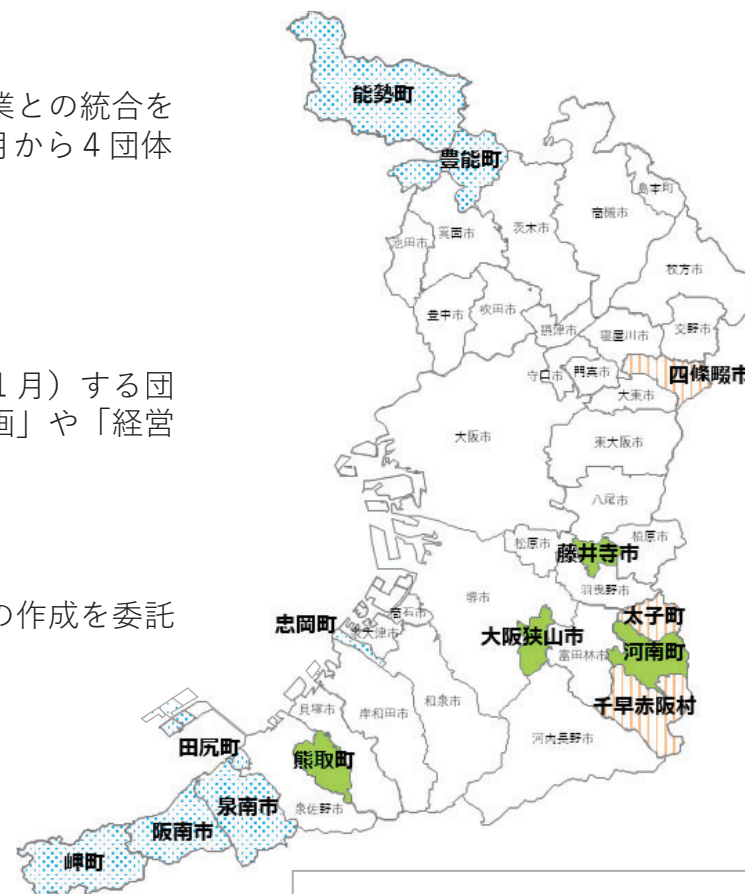 業との統合を
月から４団体
１月）する団
画」や「経営
の作成を委託
能勢町
豊能町
島本町
高槻市
茨木市
箕面市
池田市
枚方市
豊中市
吹田市
摂津市
寝屋川市
交野市
守口市
門真市
四條畷市
大東市
大阪市
東大阪市
八尾市
松原市
柏原市
藤井寺市
羽曳野市
堺市
太子町
忠岡町
高石市
泉大津市
大阪狭山市
富田林市
河南町
和泉市
千早赤阪村
貝塚市
岸和田市
河内長野市
田尻町
熊取町
泉南市
泉佐野市
阪南市
岬町